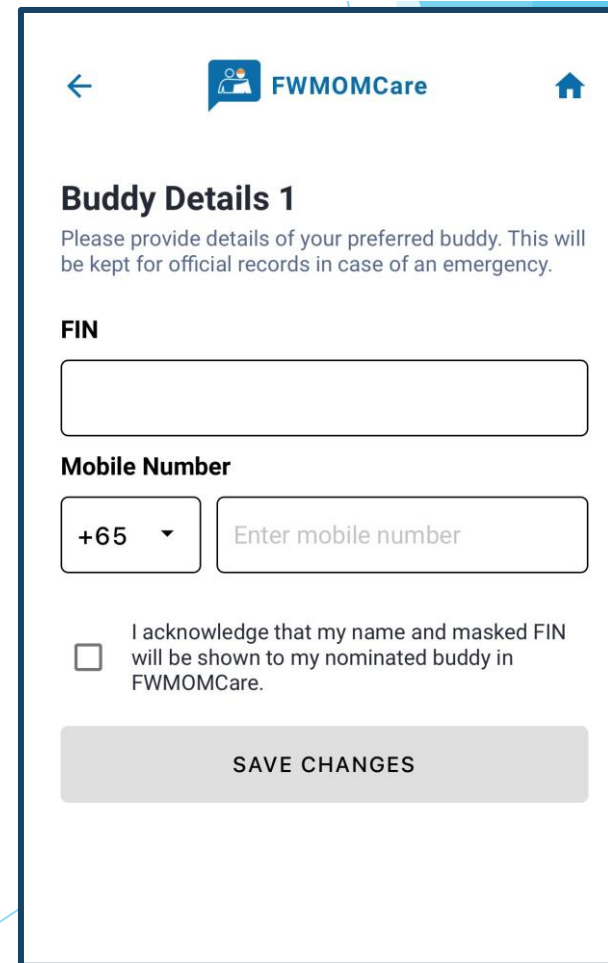 FWMOMCare
Buddy Details 1
Please provide details of your preferred buddy. This will
be kept for official records in case of an emergency.
FIN
Mobile Number
+65
Enter mobile number
I acknowledge that my name and masked FIN
will be shown to my nominated buddy in
FWMOMCare.
SAVE CHANGES